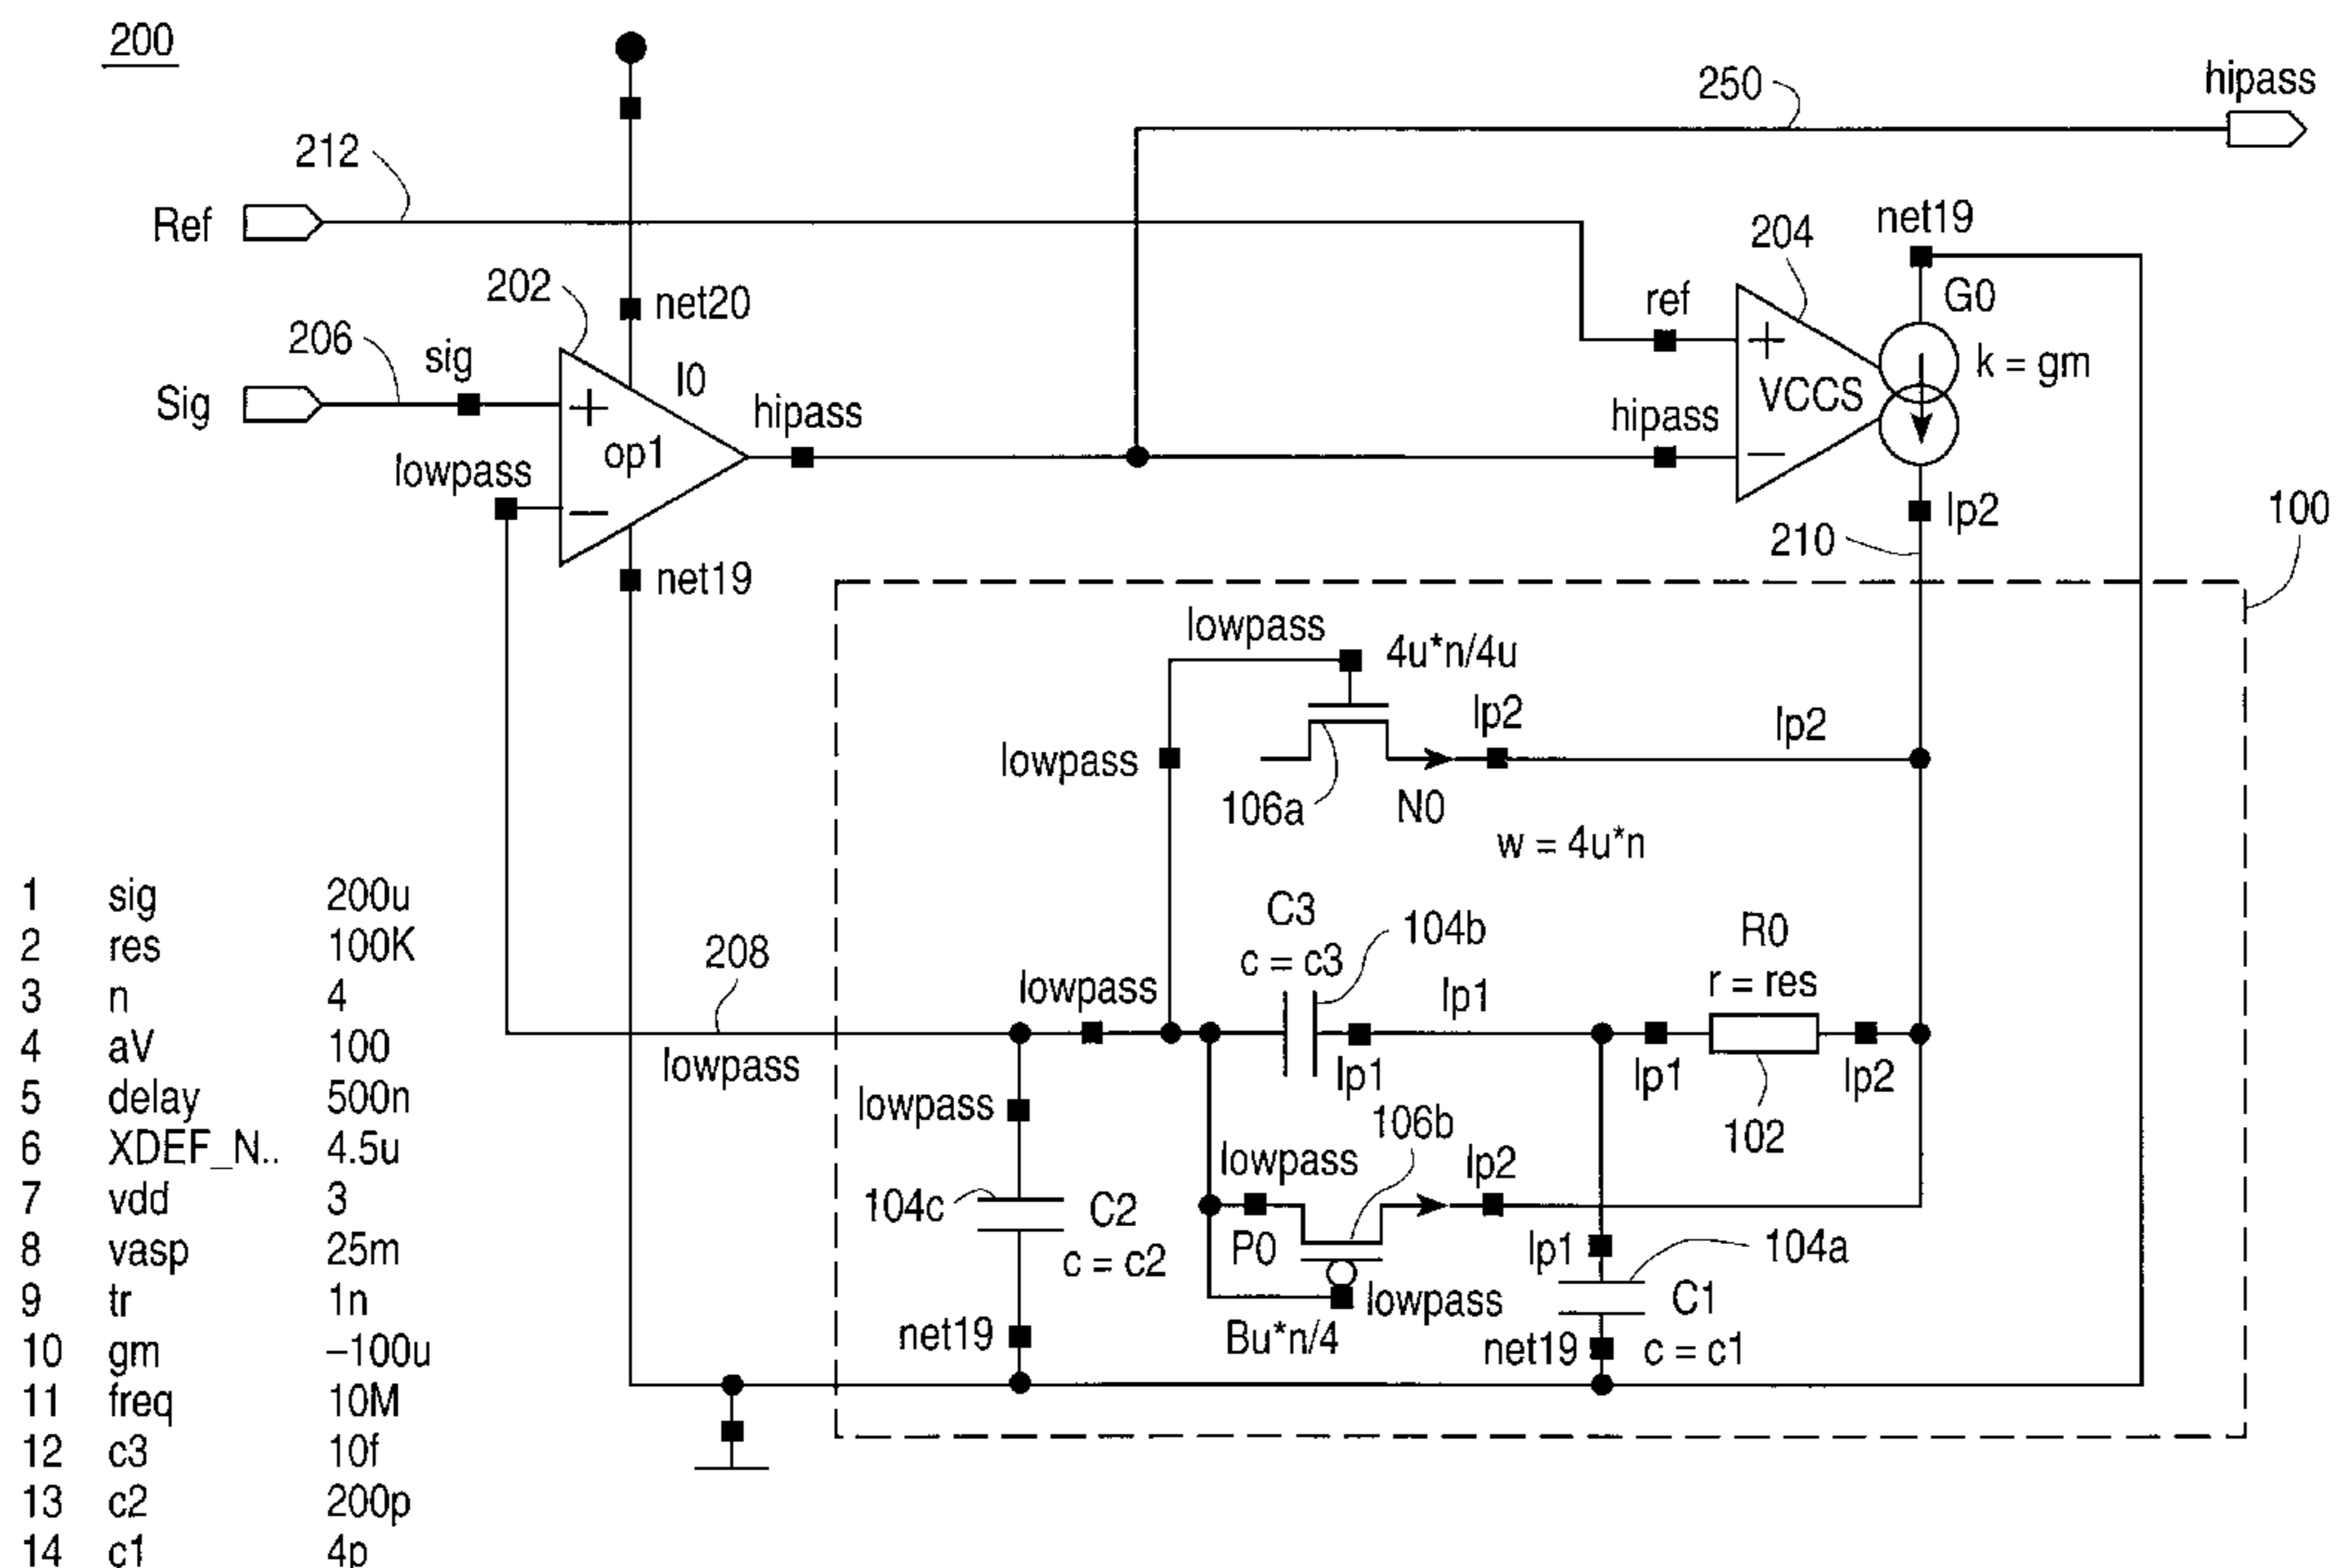 200
250
hipass
212
Ref
net19
204
202
net20
ref
G0
206
sig
I0
k = gm
+
VCCS
Sig
+
hipass
hipass
op1
lowpass
−
−
lp2
100
210
net19
lowpass
4u*n/4u
lp2
lp2
lowpass
106a
N0
w = 4u*n
C3
104b
R0
c = c3
lp1
r = res
208
lowpass
lowpass
lp1
lp1
lp2
lowpass
106b
102
lowpass
lp2
104c
C2
P0
lp1
104a
c = c2
lowpass
C1
net19
Bu*n/4
net19
c = c1
1 sig 200u
2 res 100K
3 n 4
4 aV 100
5 delay 500n
6 XDEF_N.. 4.5u
7 vdd 3
8 vasp 25m
9 tr 1n
10 gm −100u
11 freq 10M
12 c3 10f
13 c2 200p
14 c1 4p